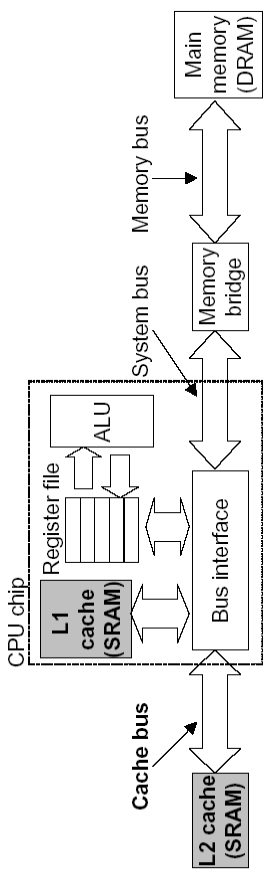 CPU chip
Register file
L1
cache
(SRAM)
ALU
Cache bus
System bus
Memory bus
L2 cache
(SRAM)
Bus interface
Memory
bridge
Main
memory
(DRAM)